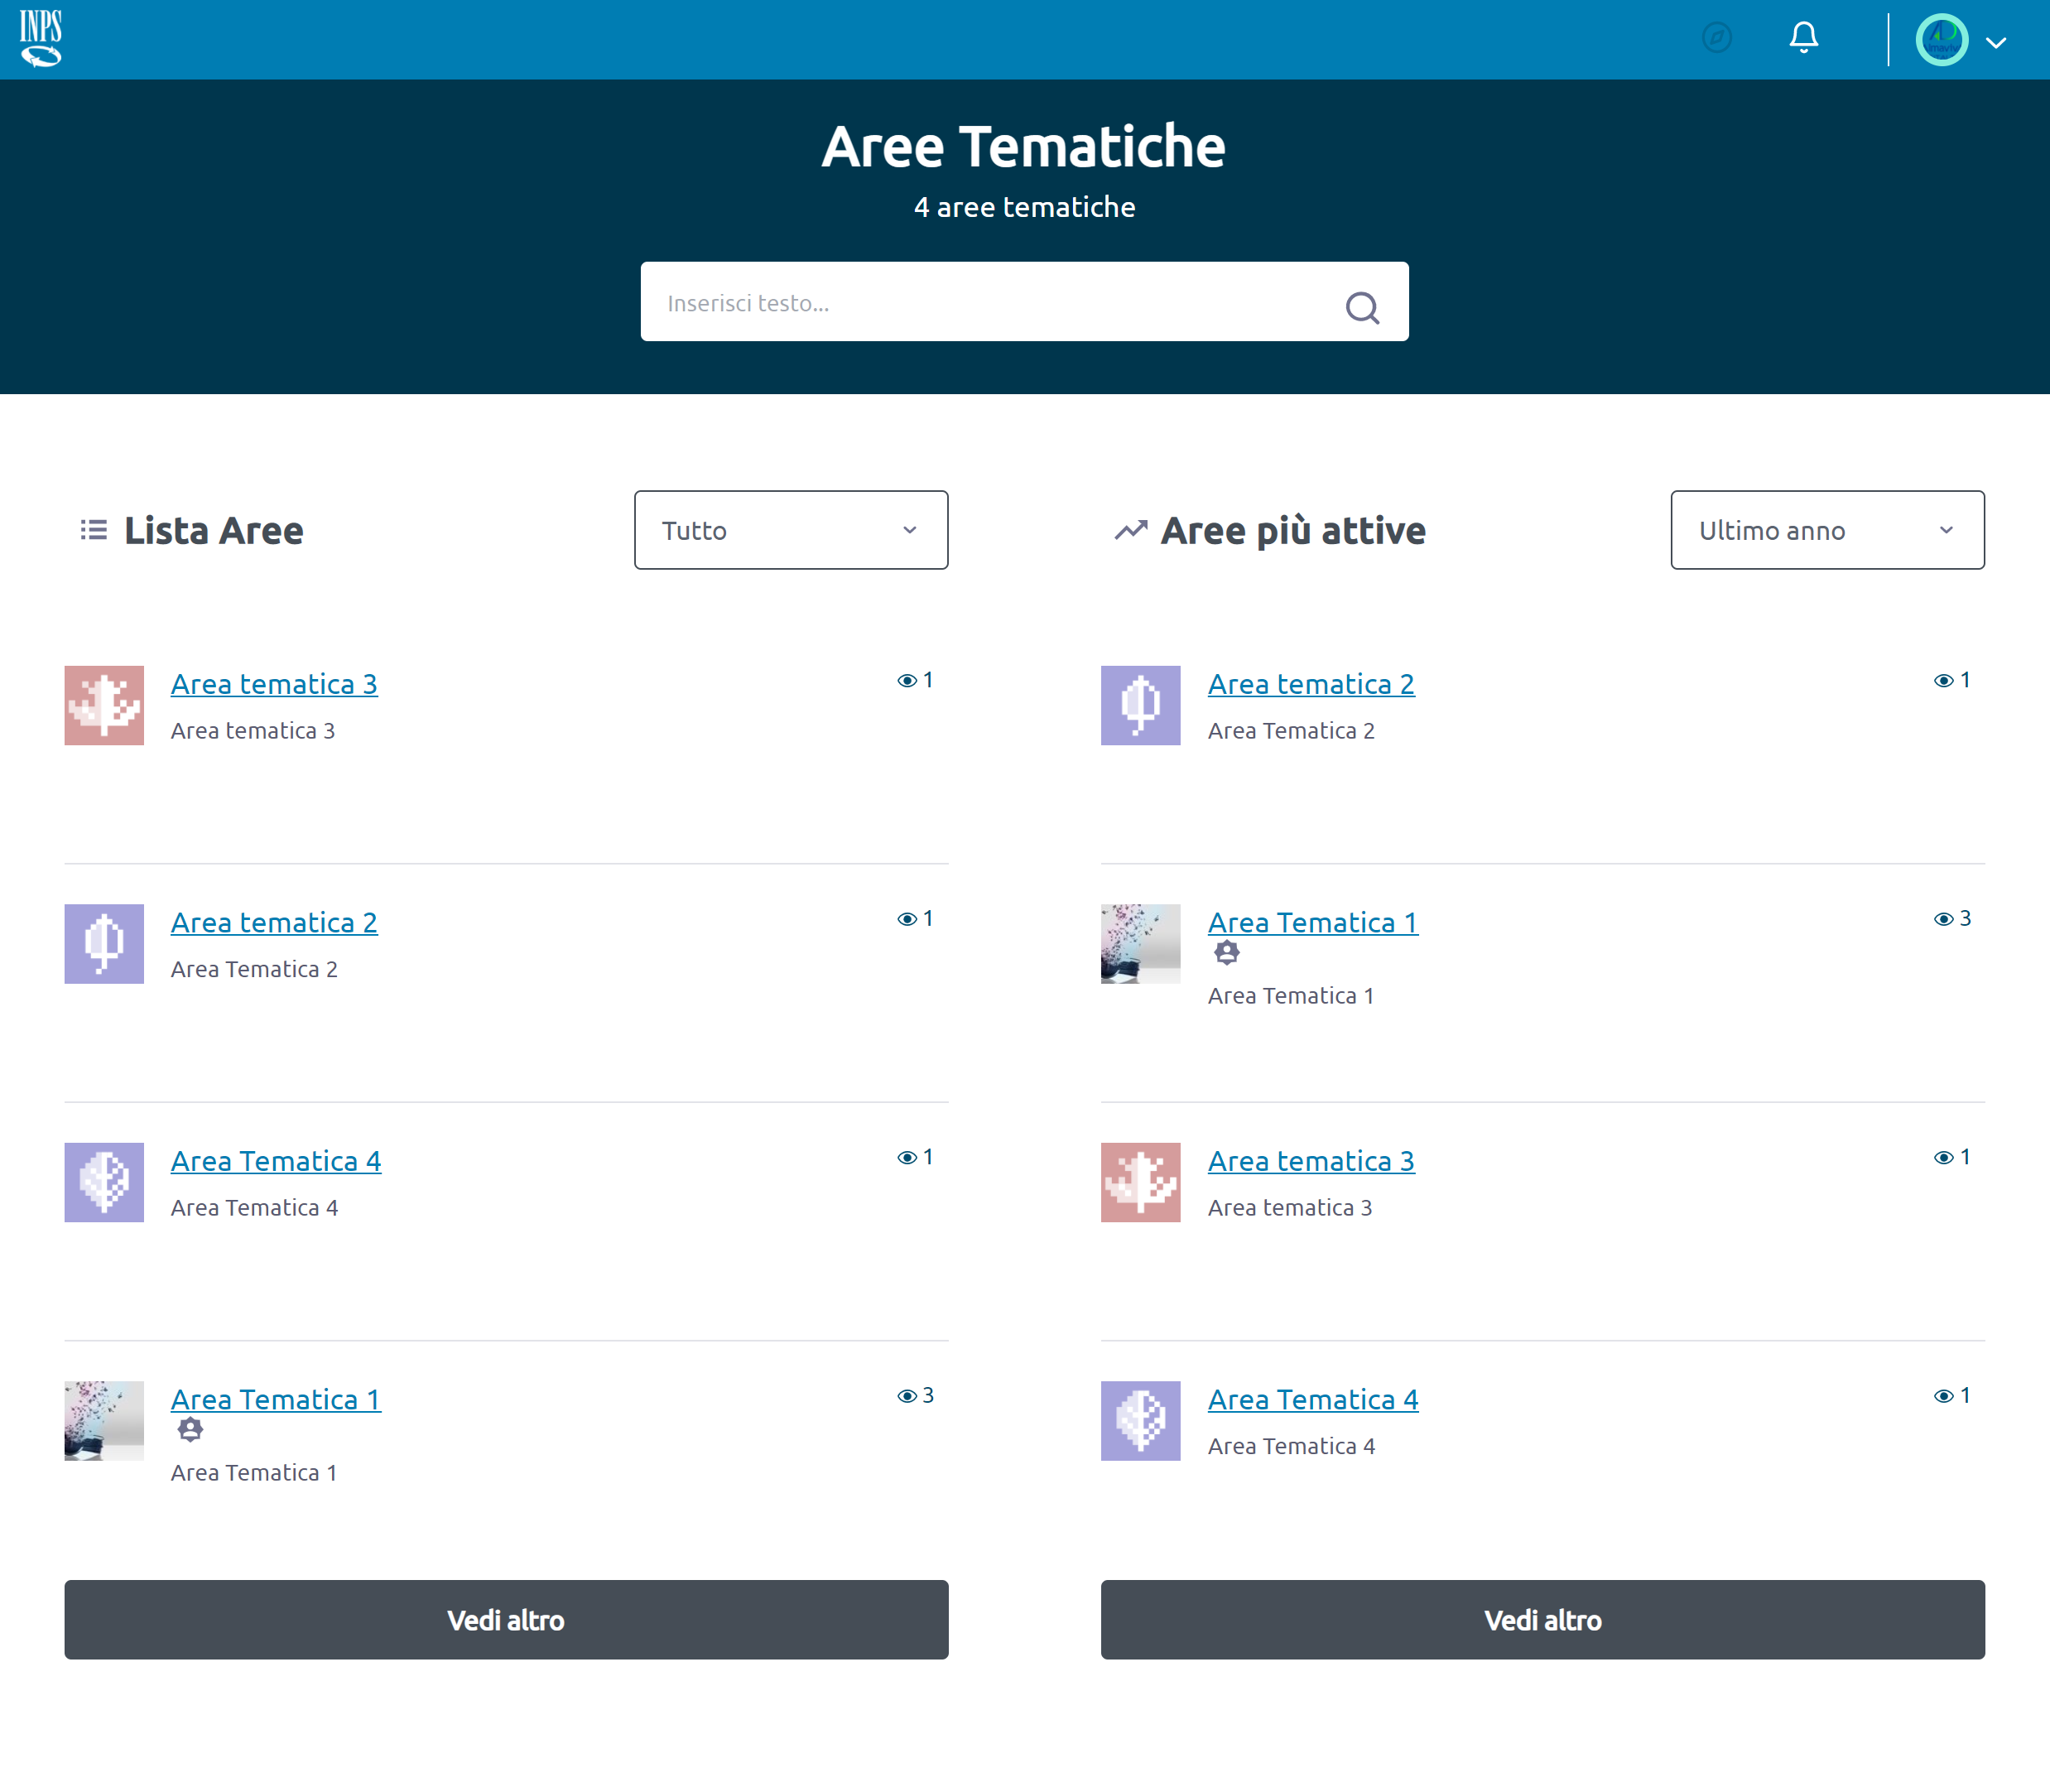 INPS
Aree Tematiche
4 aree tematiche
Inserisci testo...
Lista Aree
Tutto
Area tematica 3
1
Area tematica 3
Area tematica 2
1
Area Tematica 2
Area Tematica 4
1
Area Tematica 4
Area Tematica 1
3
Area Tematica 1
Vedi altro
Aree più attive
Ultimo anno
Area tematica 2
1
Area Tematica 2
Area Tematica 1
3
Area Tematica 1
Area tematica 3
1
Area tematica 3
Area Tematica 4
1
Area Tematica 4
Vedi altro